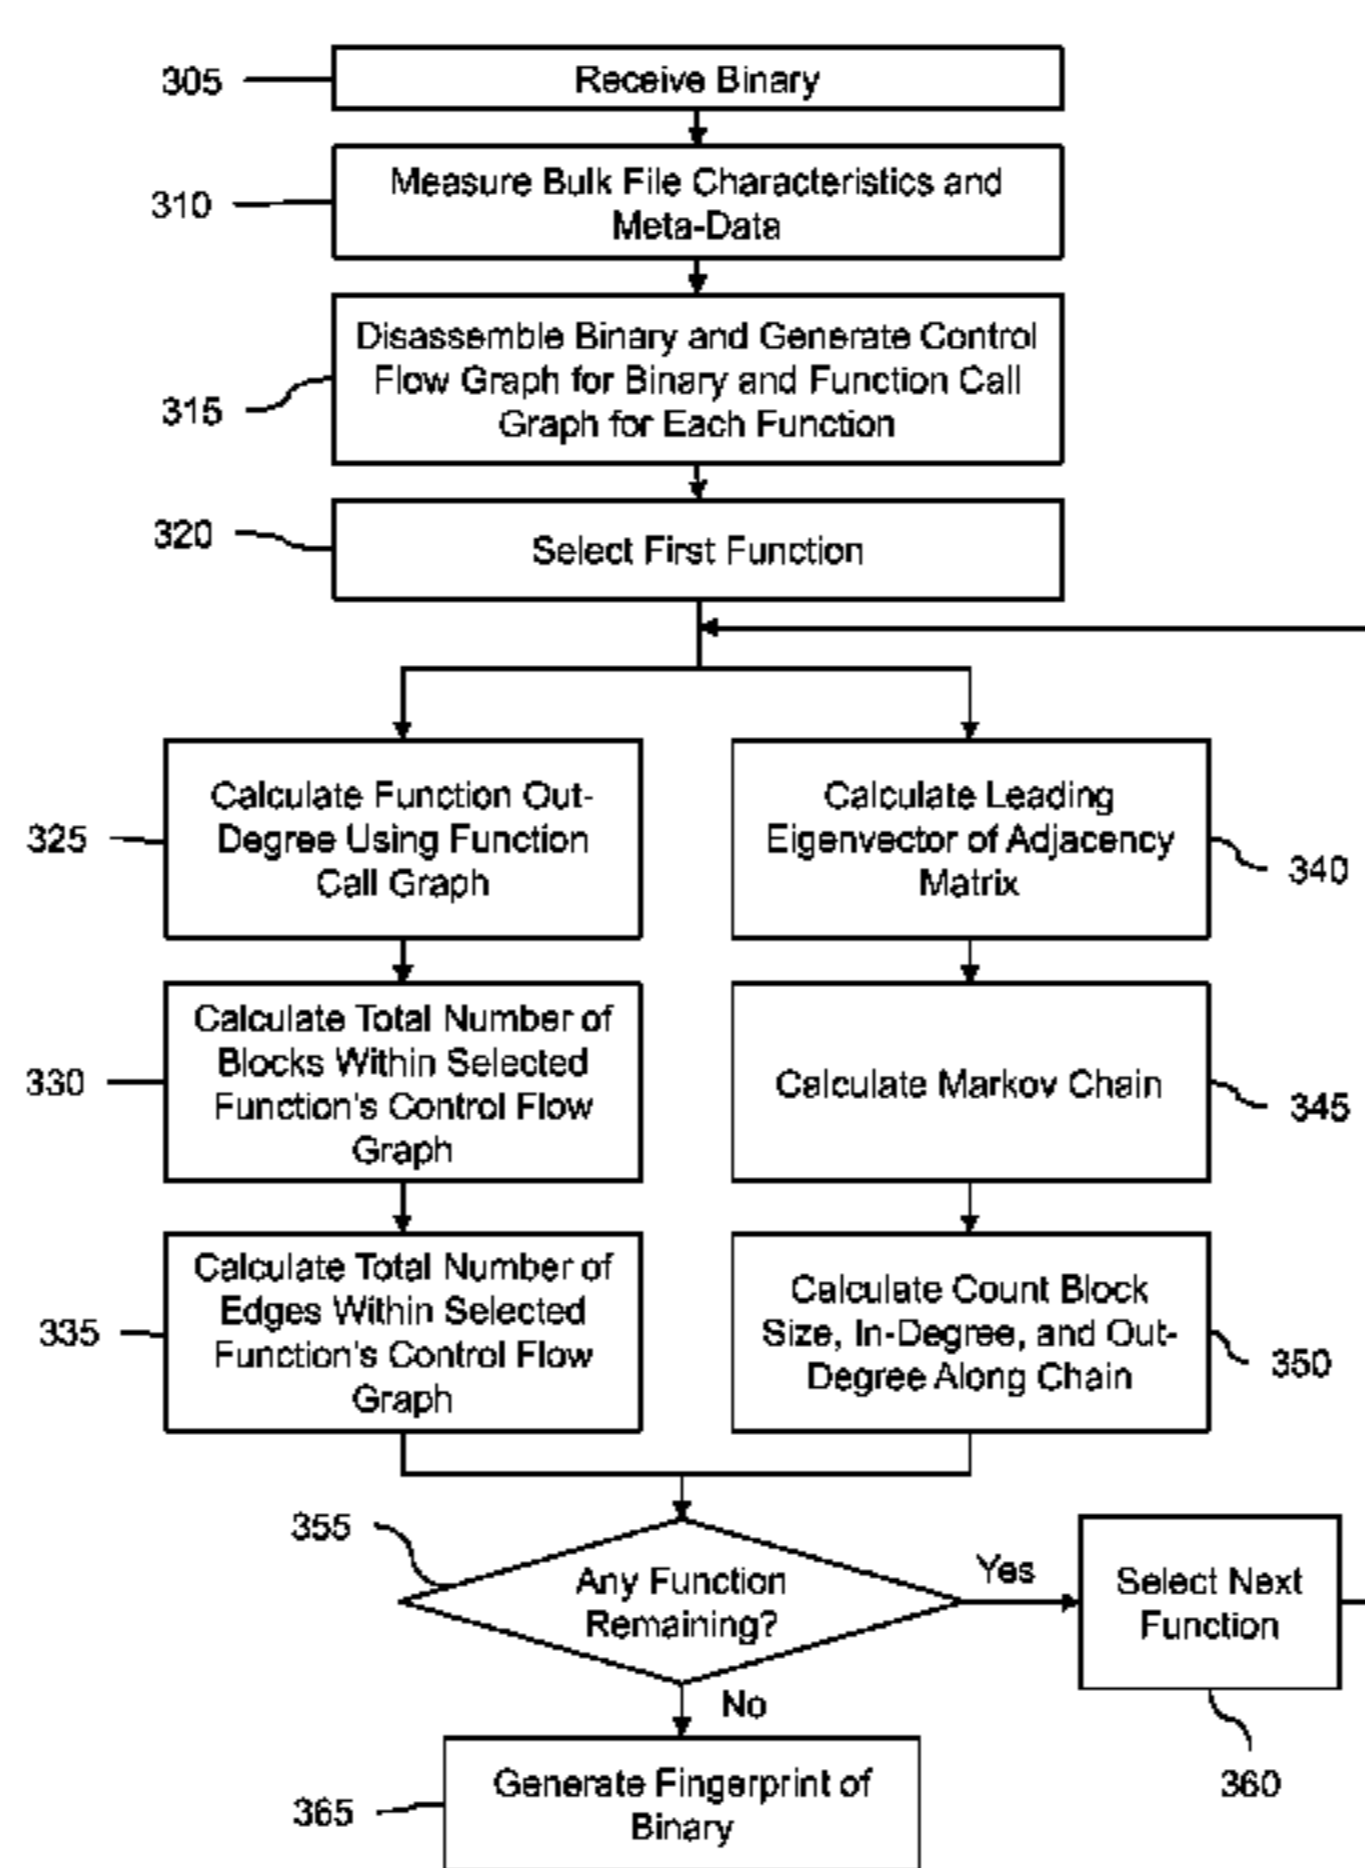 305
Receive Binary
310
Measure Bulk File Characteristics and
Meta-Data
315
Disassemble Binary and Generate Control
Flow Graph for Binary and Function Call
Graph for Each Function
320
Select First Function
325
Calculate Function Out-
Degree Using Function
Call Graph
Calculate Leading
Eigenvector of Adjacency
Matrix
340
330
Calculate Total Number of
Blocks Within Selected
Function's Control Flow
Graph
Calculate Markov Chain
345
335
Calculate Total Number of
Edges Within Selected
Function's Control Flow
Graph
Calculate Count Block
Size, In-Degree, and Out-
Degree Along Chain
350
355
Any Function
Remaining?
Yes
Select Next
Function
360
No
365
Generate Fingerprint of
Binary